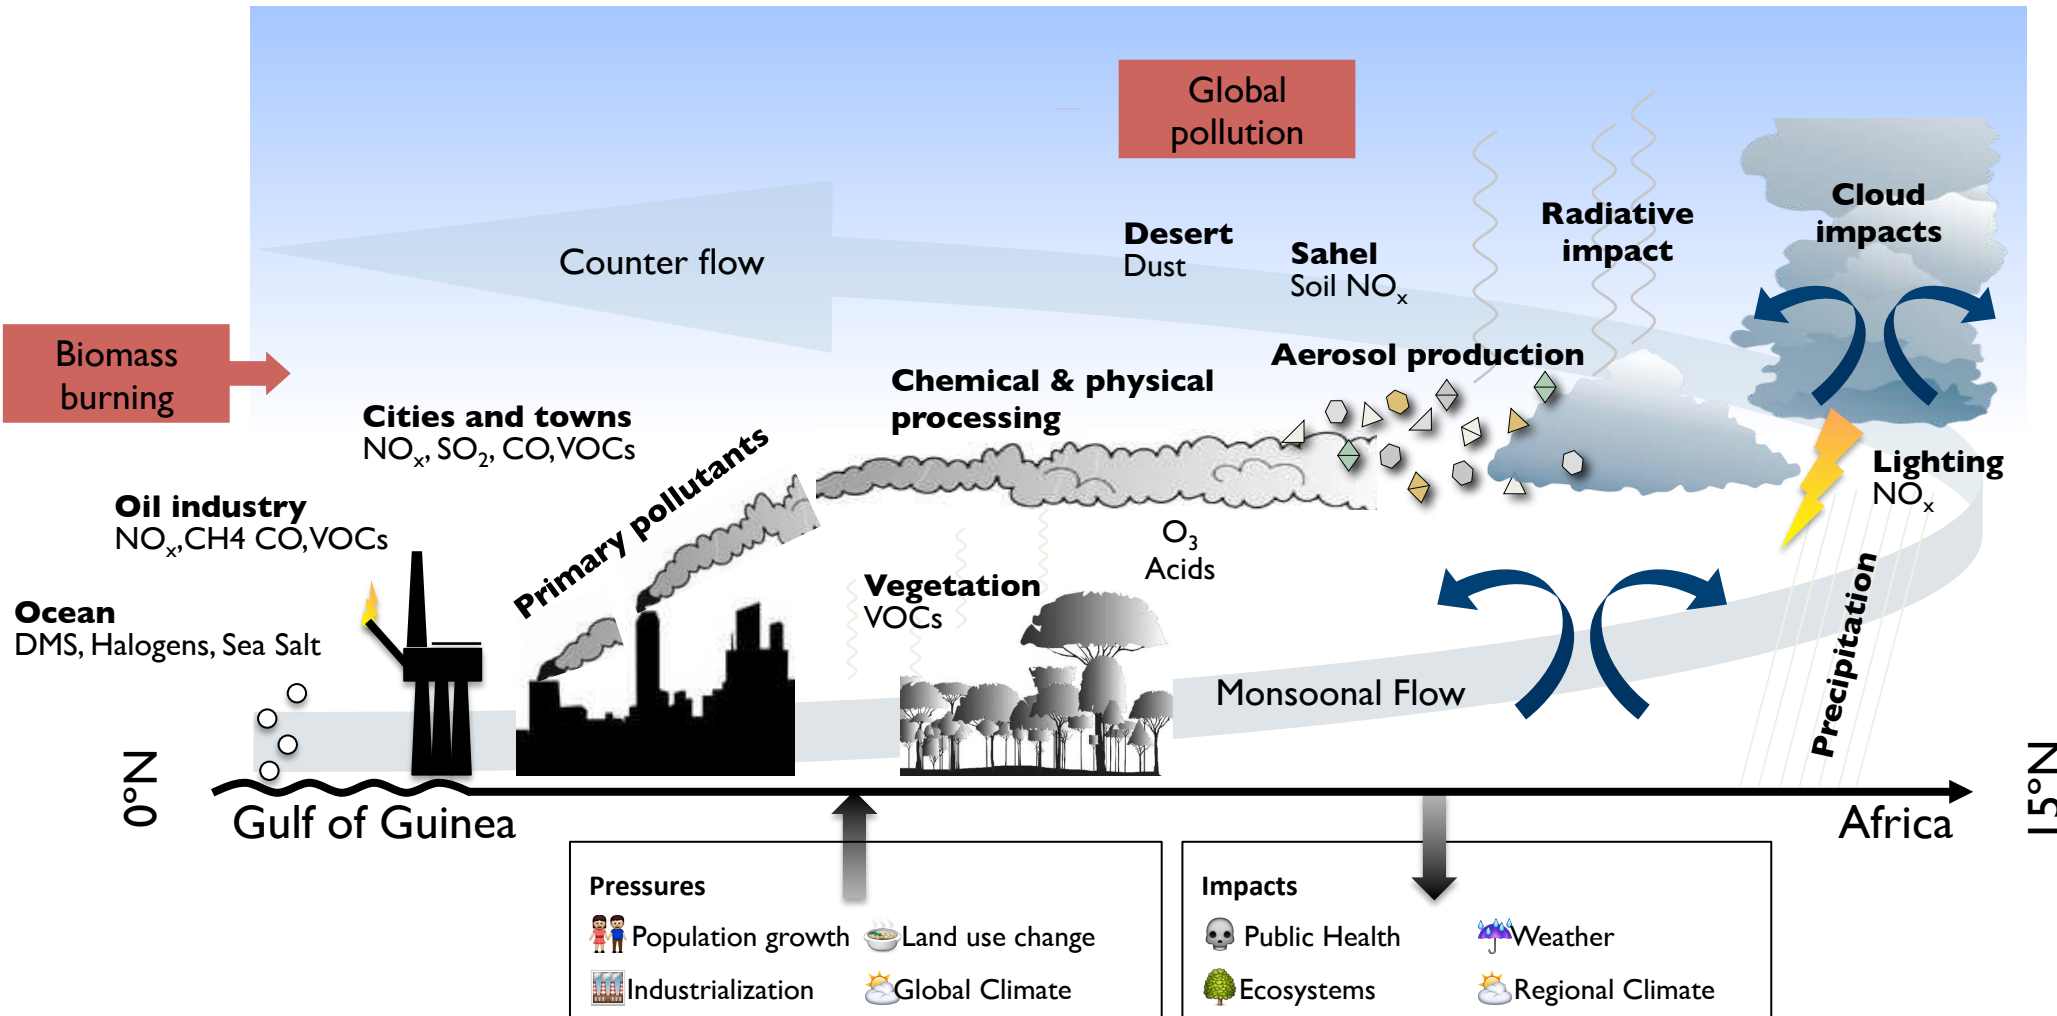 Global
pollution
Cloud
impacts
Radiative
impact
Desert
Dust
Sahel
Soil NOₓ
Counter flow
Biomass
burning
Aerosol production
Chemical & physical
processing
Cities and towns
NOₓ, SO₂, CO, VOCs
Primary pollutants
Oil industry
NOₓ, CH4 CO, VOCs
Lighting
NOₓ
O₃
Acids
Vegetation
VOCs
Ocean
DMS, Halogens, Sea Salt
Monsoonal Flow
Precipitation
0°N
15°N
Gulf of Guinea
Africa
Pressures
Population growth
Land use change
Industrialization
Global Climate
Impacts
Public Health
Weather
Ecosystems
Regional Climate